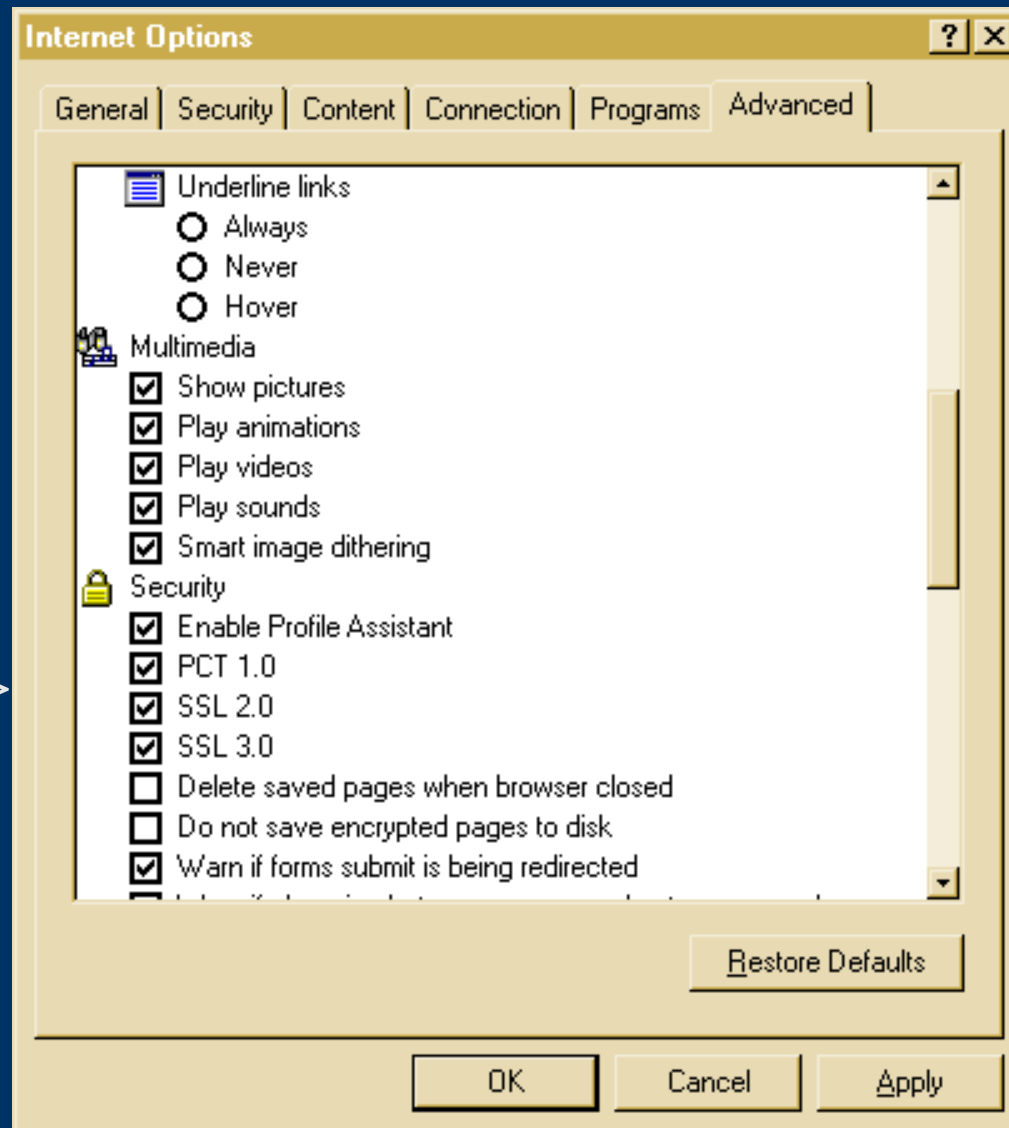 Internet Options
General Security Content Connection Programs Advanced
Underline links
Always
Never
Hover
Multimedia
Show pictures
Play animations
Play videos
Play sounds
Smart image dithering
Security
Enable Profile Assistant
PCT 1.0
SSL 2.0
SSL 3.0
Delete saved pages when browser closed
Do not save encrypted pages to disk
Warn if forms submit is being redirected
Restore Defaults
OK Cancel Apply